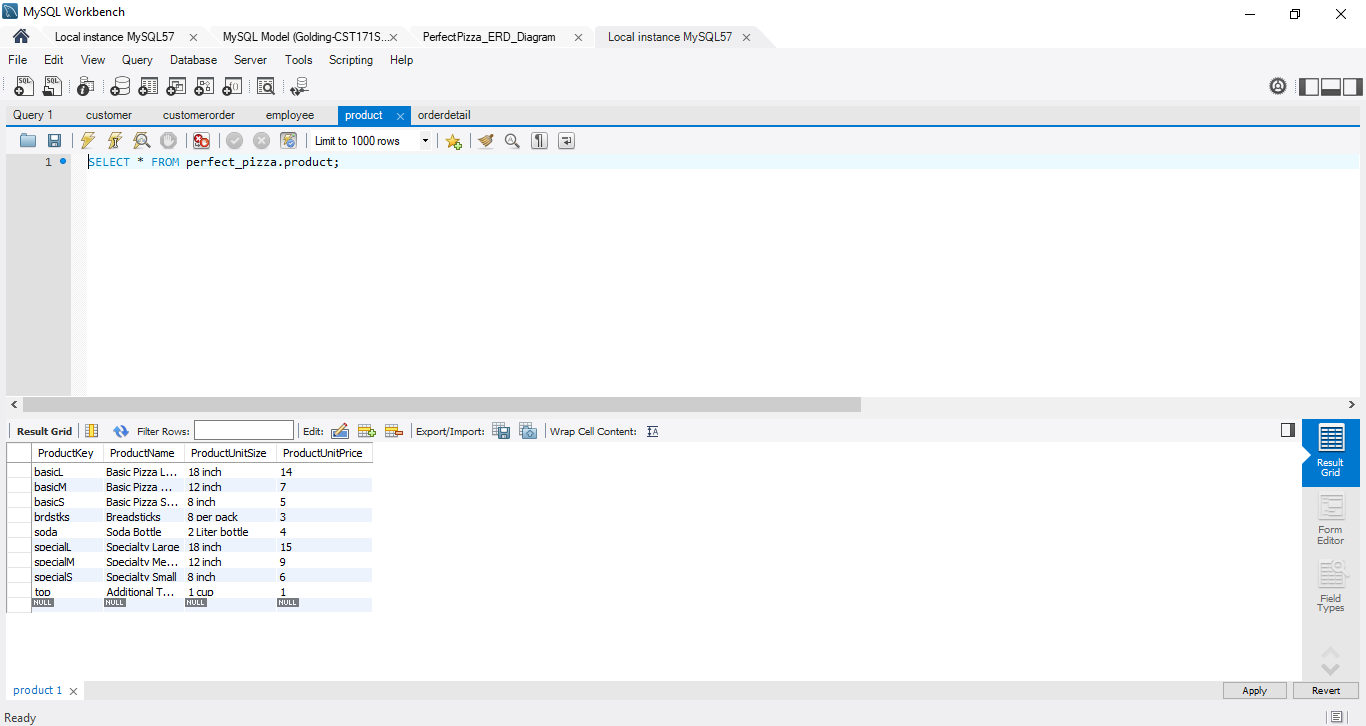 MySQL Workbench
Local instance MySQL57 MySQL Model (Golding-CST171S... PerfectPizza_ERD_Diagram Local instance MySQL57
File Edit View Query Database Server Tools Scripting Help
Query 1 customer customerorder employee product orderdetail
Limit to 1000 rows
1 SELECT * FROM perfect_pizza.product;
Result Grid Filter Rows: Edit: Export/Import: Wrap Cell Content:
ProductKey ProductName ProductUnitSize ProductUnitPrice
basicL Basic Pizza L... 18 inch 14
basicM Basic Pizza ... 12 inch 7
basicS Basic Pizza S... 8 inch 5
brdstks Breadsticks 8 per pack 3
soda Soda Bottle 2 Liter bottle 4
specialL Specialty Large 18 inch 15
specialM Specialty Me... 12 inch 9
specialS Specialty Small 8 inch 6
top Additional T... 1 cup 1
NULL NULL NULL NULL
Result
Grid
Form
Editor
Field
Types
product 1
Apply Revert
Ready